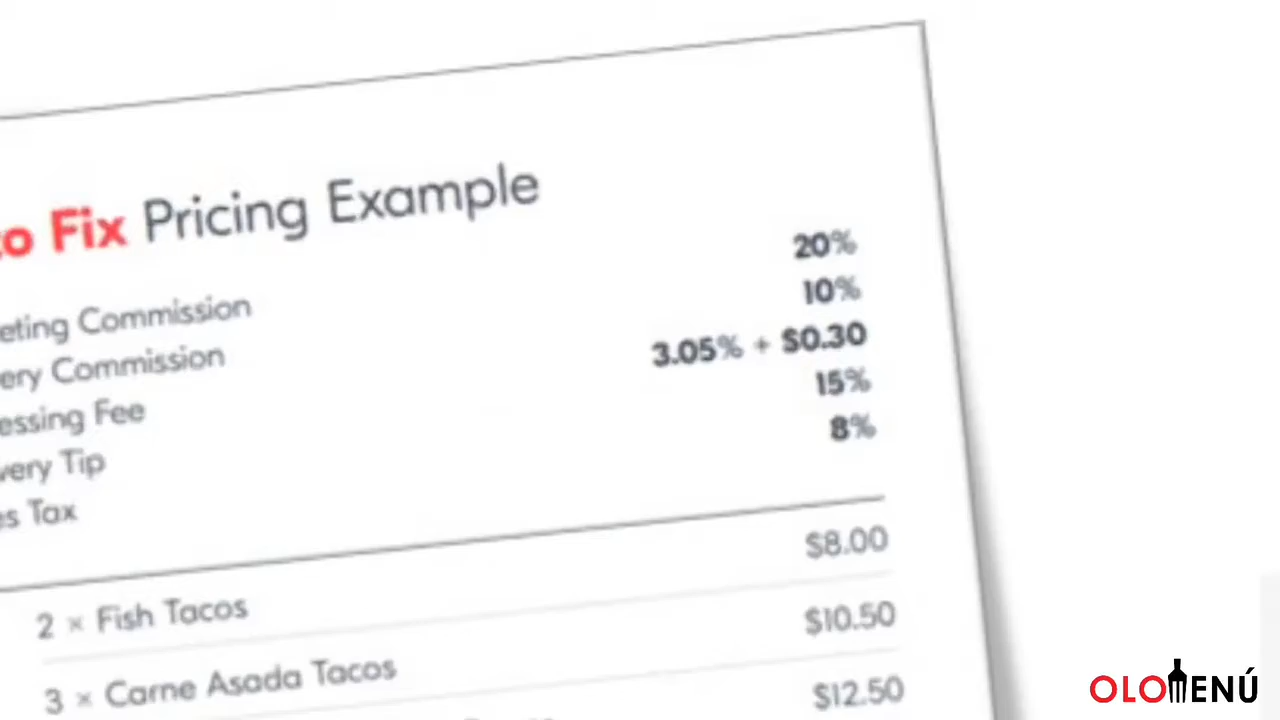 to Fix Pricing Example
eting Commission 20%
ery Commission 10%
essing Fee 3.05% + $0.30
very Tip 15%
es Tax 8%
2 × Fish Tacos $8.00
3 × Carne Asada Tacos $10.50
$12.50
OLOMENÚ